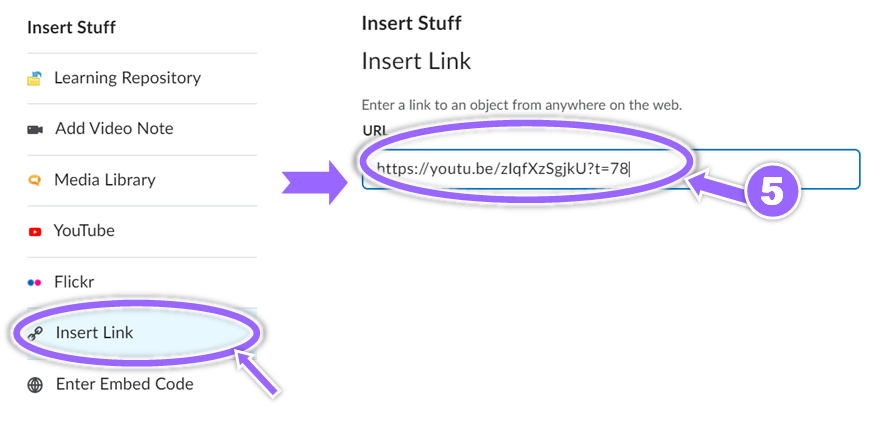 Insert Stuff
Learning Repository
Add Video Note
Media Library
YouTube
Flickr
Insert Link
Enter Embed Code
Insert Stuff
Insert Link
Enter a link to an object from anywhere on the web.
URL
https://youtu.be/zIqfXzSgjkU?t=78
5